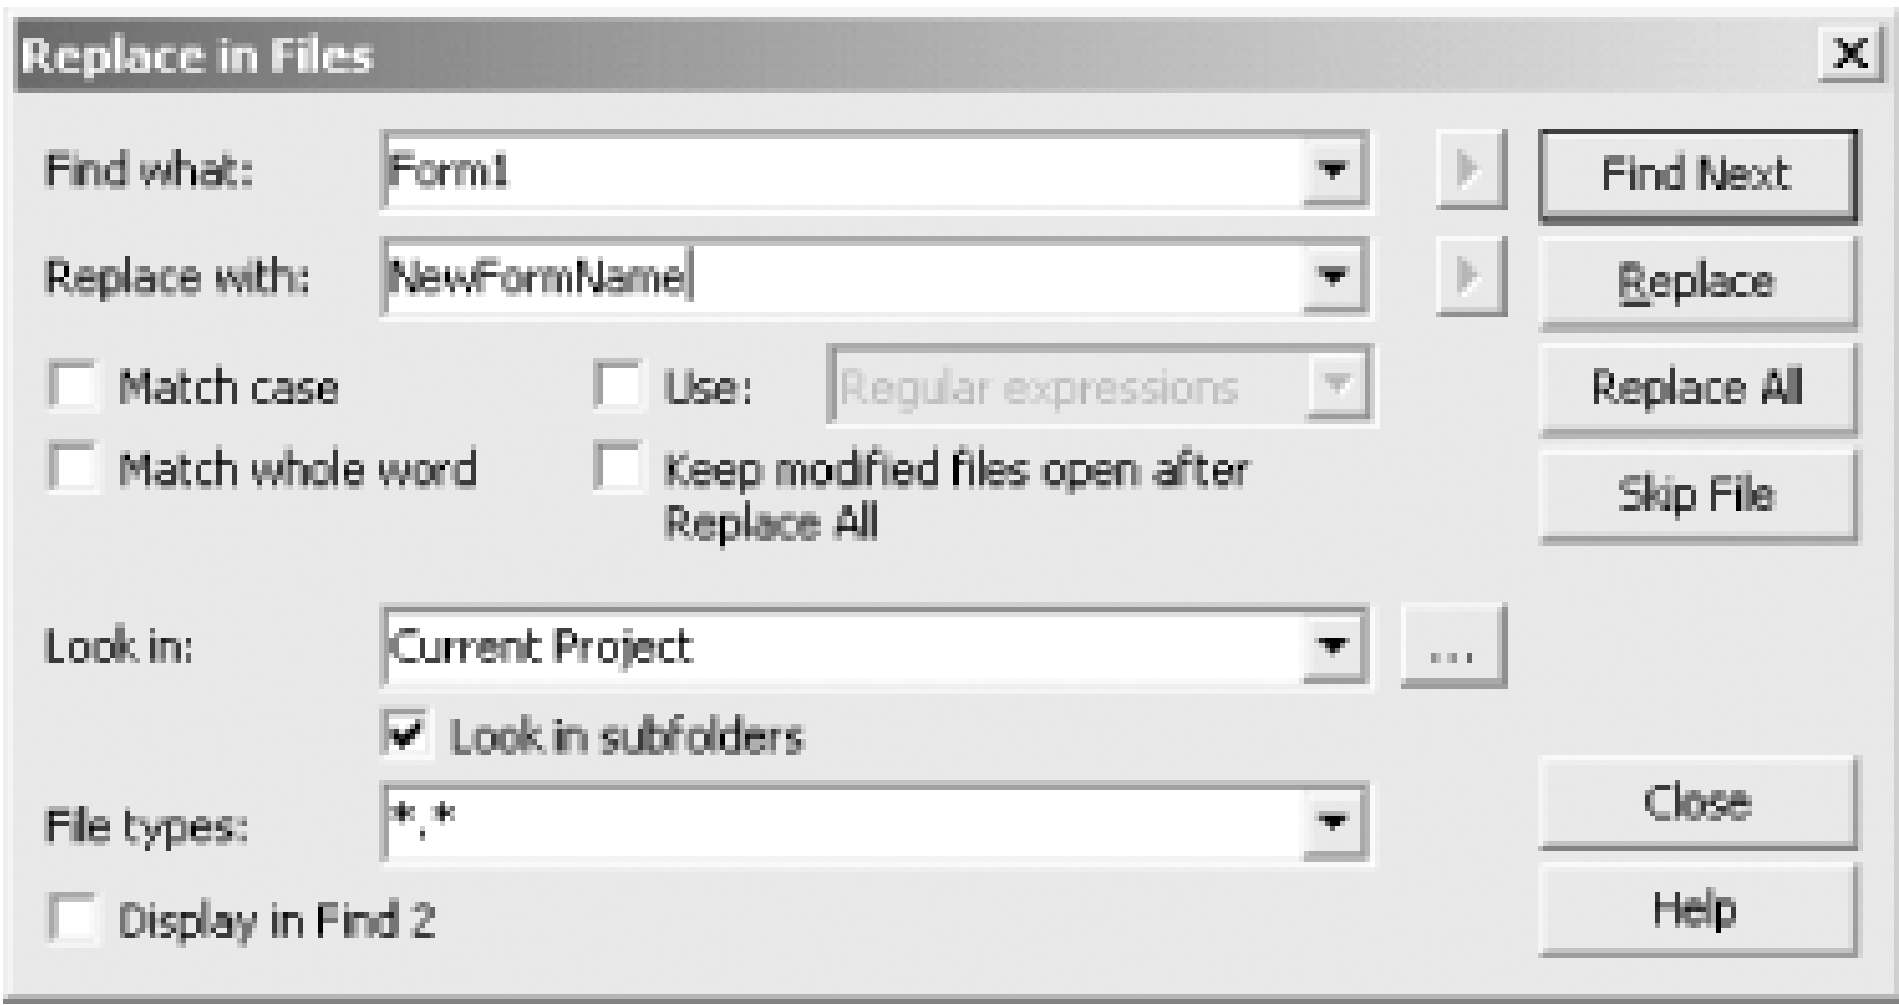 Replace in Files
Find what: Form1 Find Next
Replace with: NewFormName Replace
Match case Use: Regular expressions Replace All
Match whole word Keep modified files open after Skip File
Replace All
Look in: Current Project ...
Look in subfolders
File types: *.* Close
Display in Find 2 Help